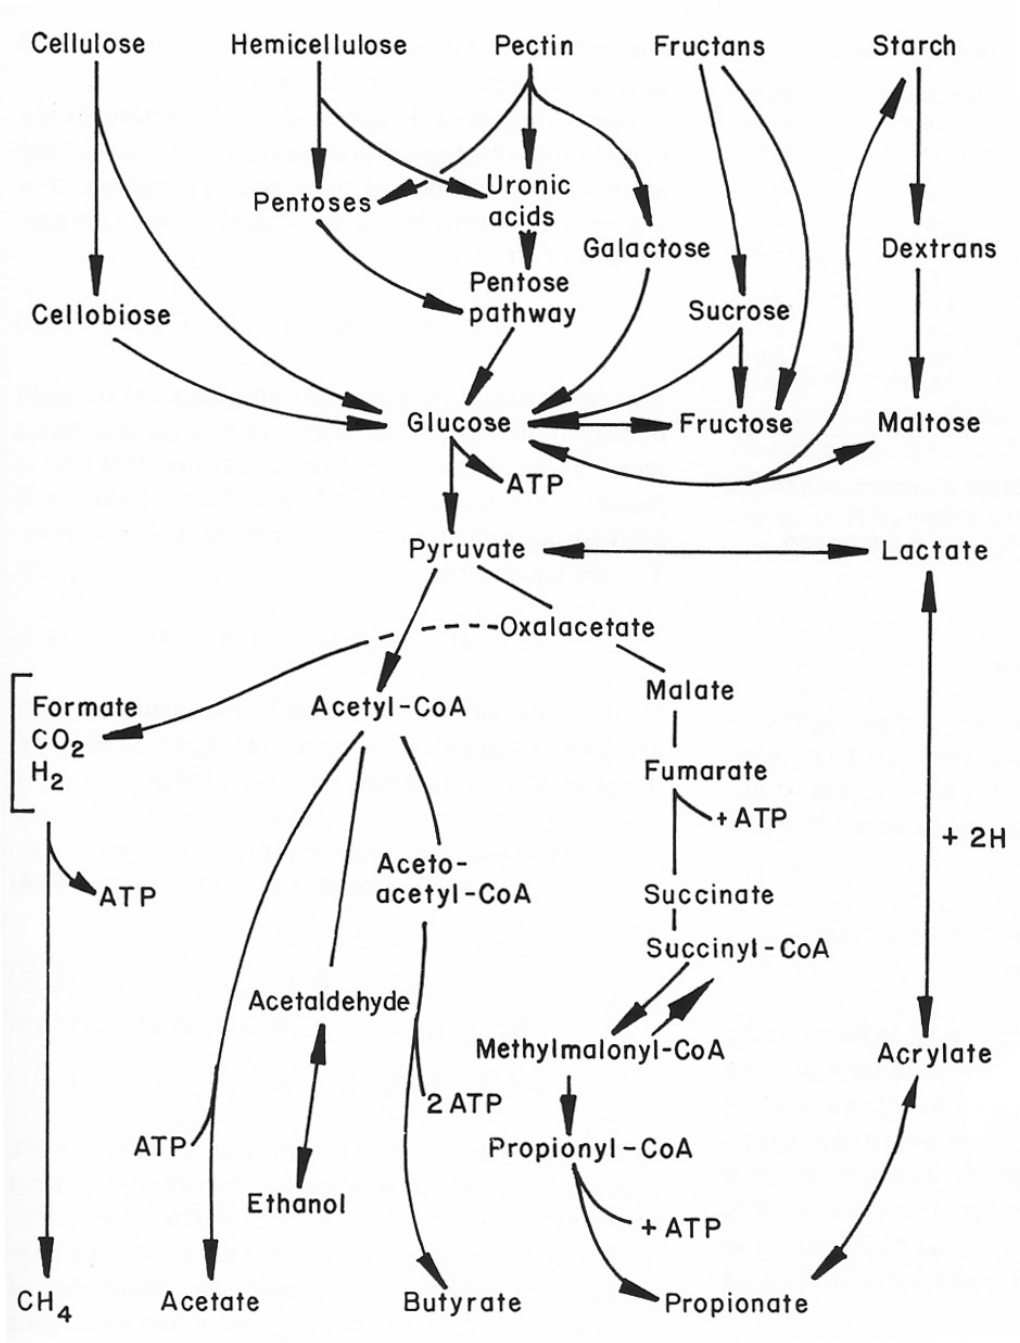 Cellulose
Hemicellulose
Pectin
Fructans
Starch
Pentoses
Uronic
acids
Galactose
Dextrans
Cellobiose
Pentose
pathway
Sucrose
Glucose
Fructose
Maltose
ATP
Pyruvate
Lactate
Oxalacetate
Formate
CO2
H2
Acetyl-CoA
Malate
Fumarate
+ ATP
+ 2H
ATP
Aceto-
acetyl-CoA
Succinate
Succinyl-CoA
Acetaldehyde
Methylmalonyl-CoA
Acrylate
2 ATP
ATP
Propionyl-CoA
Ethanol
+ ATP
CH4
Acetate
Butyrate
Propionate